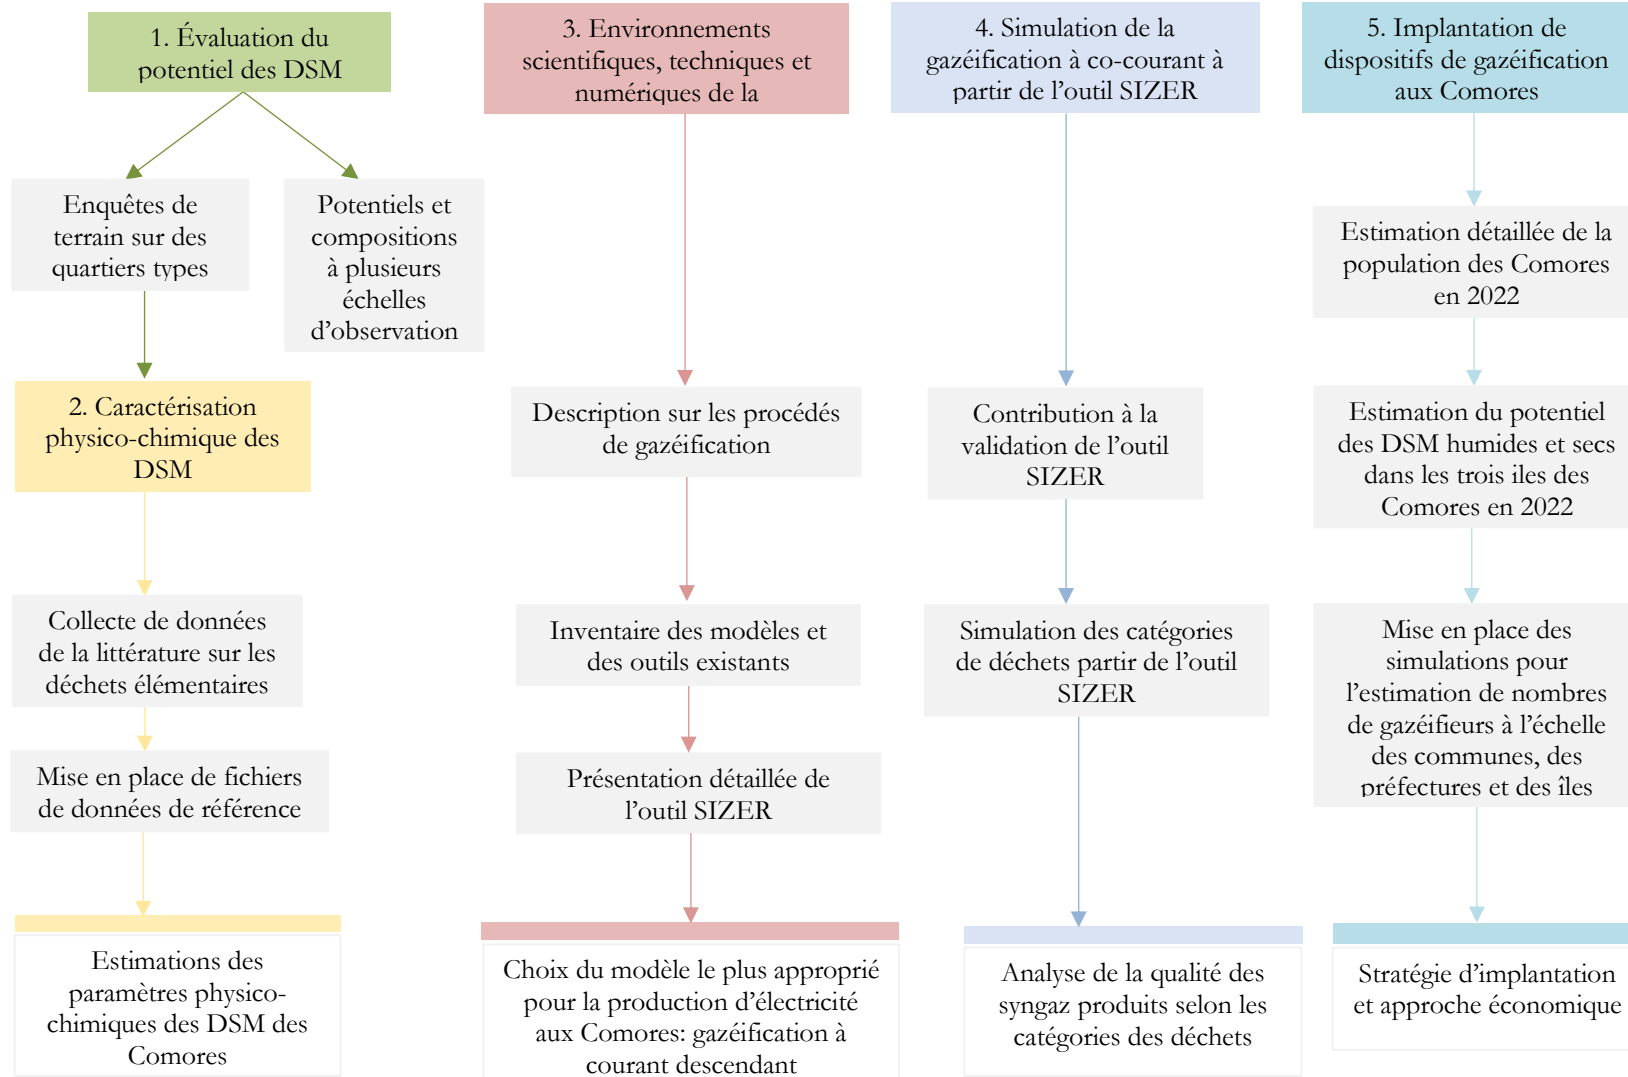 1. Évaluation du
potentiel des DSM
Enquêtes de
terrain sur des
quartiers types
Potentiels et
compositions
à plusieurs
échelles
d’observation
2. Caractérisation
physico-chimique des
DSM
Collecte de données
de la littérature sur les
déchets élémentaires
Mise en place de fichiers
de données de référence
Estimations des
paramètres physico-
chimiques des DSM des
Comores
3. Environnements
scientifiques, techniques et
numériques de la
Description sur les procédés
de gazéification
Inventaire des modèles et
des outils existants
Présentation détaillée de
l’outil SIZER
Choix du modèle le plus approprié
pour la production d’électricité
aux Comores: gazéification à
courant descendant
4. Simulation de la
gazéification à co-courant à
partir de l’outil SIZER
Contribution à la
validation de l’outil
SIZER
Simulation des catégories
de déchets partir de l’outil
SIZER
Analyse de la qualité des
syngaz produits selon les
catégories des déchets
5. Implantation de
dispositifs de gazéification
aux Comores
Estimation détaillée de la
population des Comores
en 2022
Estimation du potentiel
des DSM humides et secs
dans les trois iles des
Comores en 2022
Mise en place des
simulations pour
l’estimation de nombres
de gazéifieurs à l’échelle
des communes, des
préfectures et des îles
Stratégie d’implantation
et approche économique